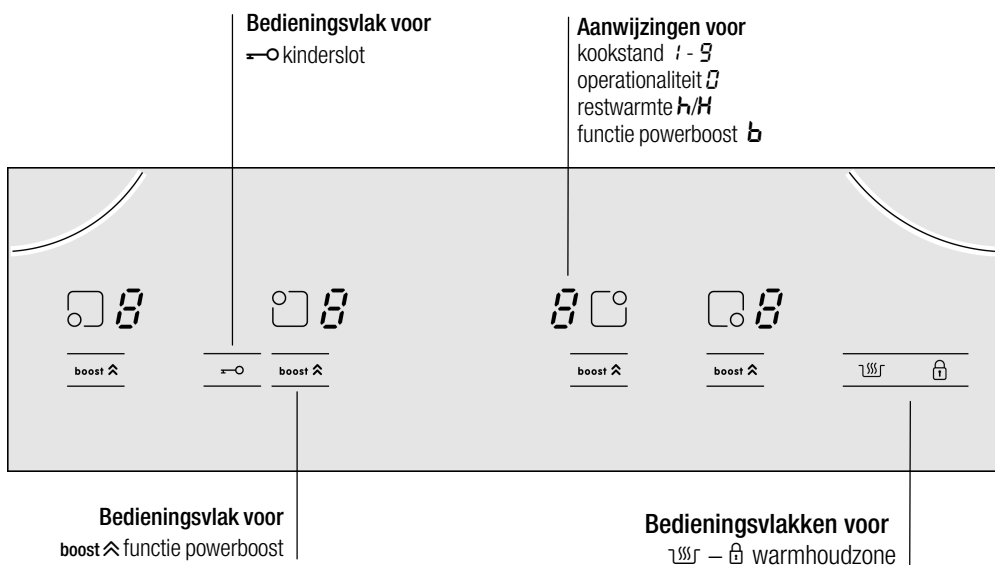 Bedieningsvlak voor
kinderslot
Aanwijzingen voor
kookstand 1 - 9
operationaliteit 0
restwarmte h/H
functie powerboost b
8 8 8 8
boost boost boost boost
Bedieningsvlak voor
boost functie powerboost
Bedieningsvlakken voor
– warmhoudzone